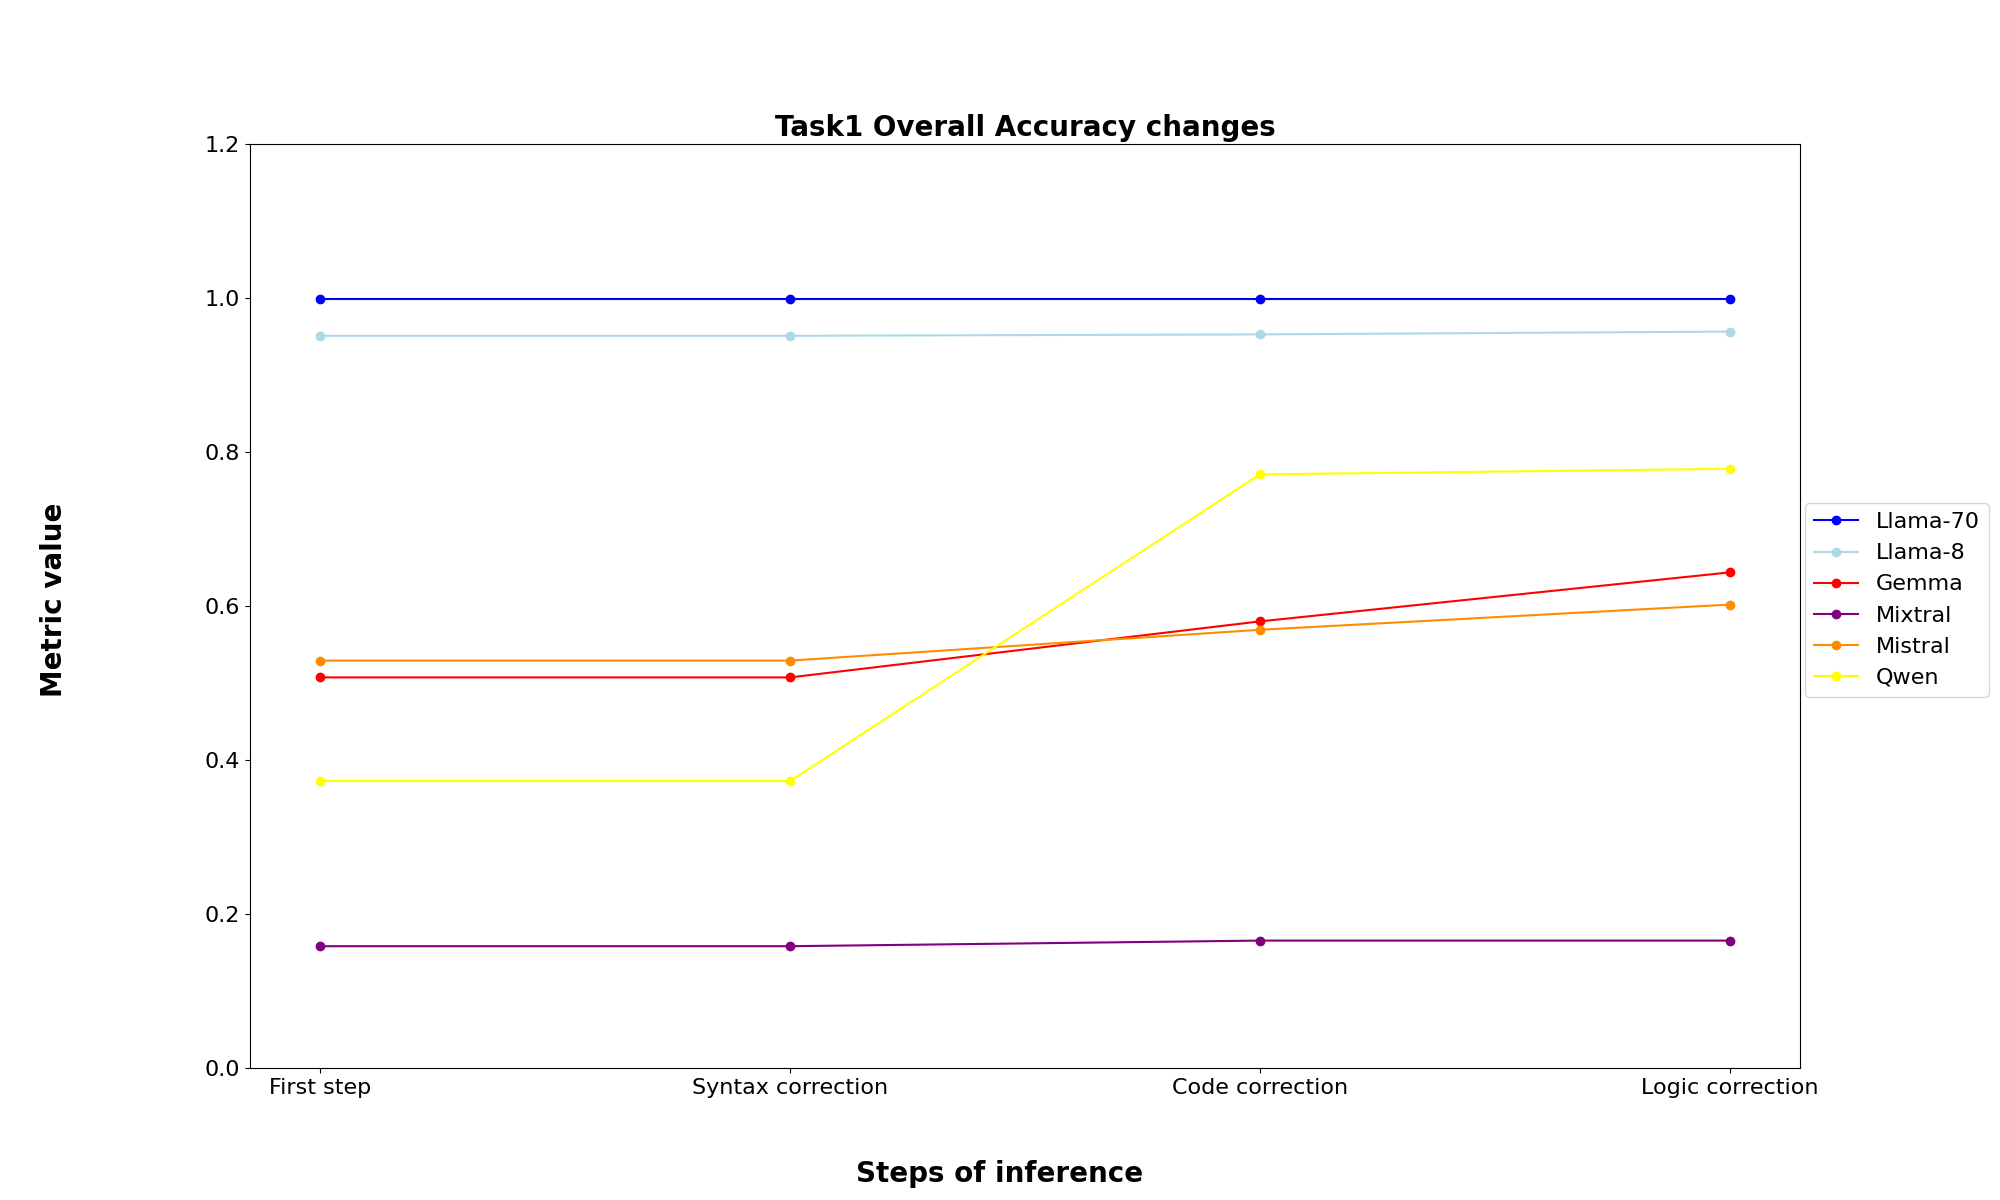 Task1 Overall Accuracy changes
1.2
1.0
0.8
0.6
0.4
0.2
0.0
Metric value
First step
Syntax correction
Code correction
Logic correction
Steps of inference
Llama-70
Llama-8
Gemma
Mixtral
Mistral
Qwen